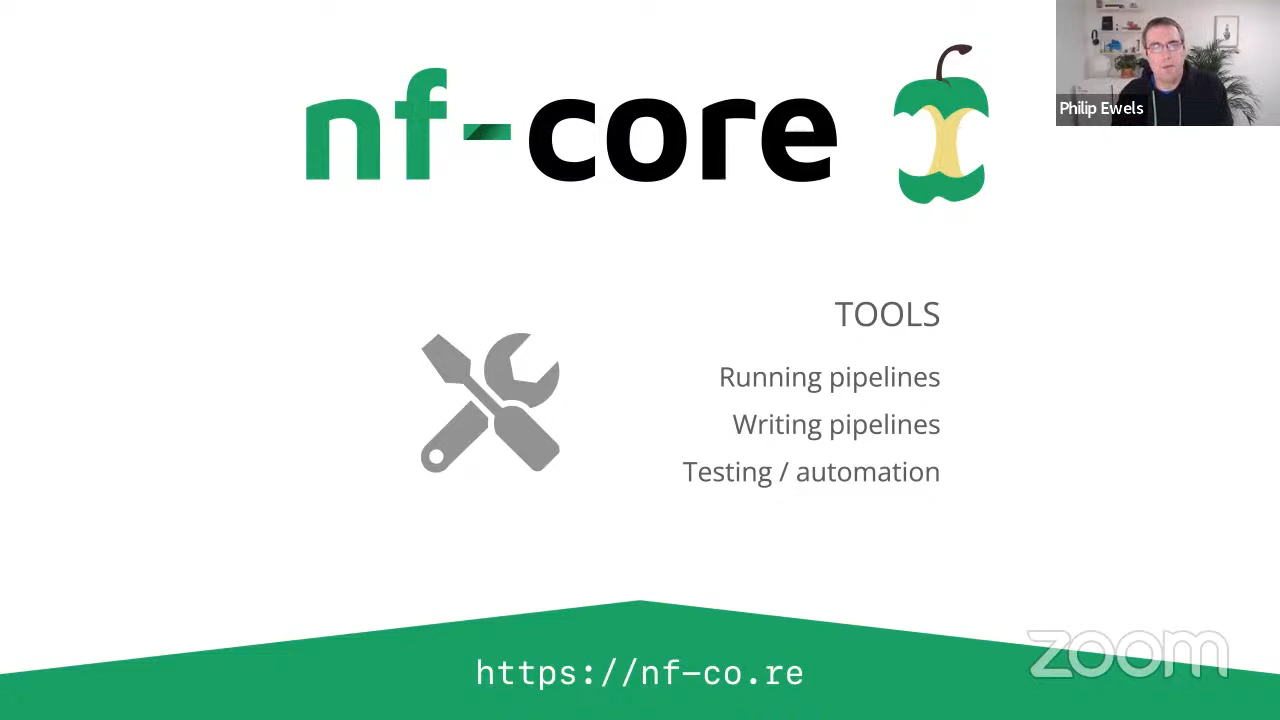 nf-core
Philip Ewels
TOOLS
Running pipelines
Writing pipelines
Testing / automation
https://nf-co.re
zoom